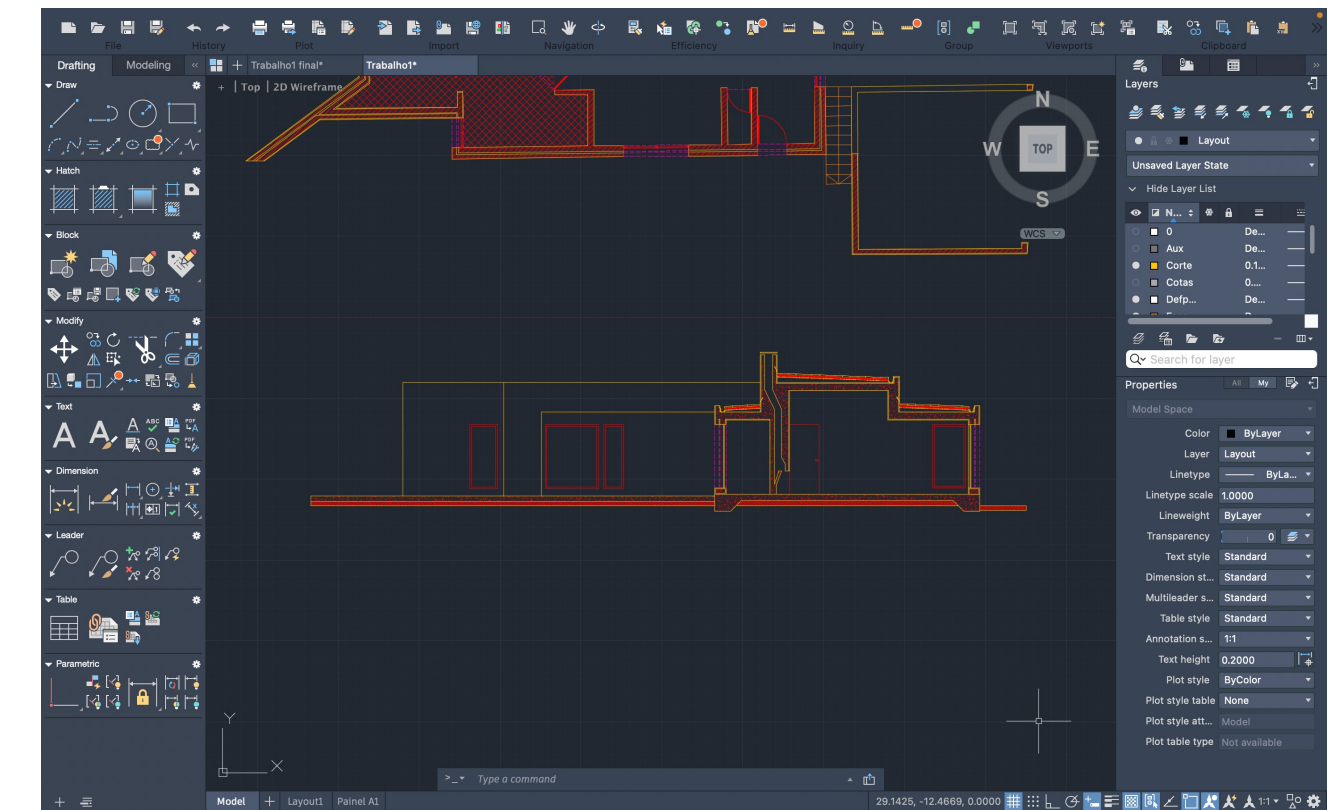 File
History
Plot
Import
Navigation
Efficiency
Inquiry
Group
Viewports
Clipboard
Drafting
Modeling
Trabalho1 final*
Trabalho1*
+ | Top | 2D Wireframe
Draw
Hatch
Block
Modify
Text
Dimension
Leader
Table
Parametric
N
W
TOP
E
S
WCS
Y
X
>_ Type a command
Model
+ Layout1
Painel A1
29.1425, -12.4669, 0.0000
1:1
Layers
Layout
Unsaved Layer State
Hide Layer List
N...
0 De...
Aux De...
Corte 0.1...
Cotas 0....
Defp... De...
Search for layer
Properties
All
My
Model Space
Color ByLayer
Layer Layout
Linetype ByLa...
Linetype scale 1.0000
Lineweight ByLayer
Transparency 0
Text style Standard
Dimension st... Standard
Multileader s... Standard
Table style Standard
Annotation s... 1:1
Text height 0.2000
Plot style ByColor
Plot style table None
Plot style att... Model
Plot table type Not available